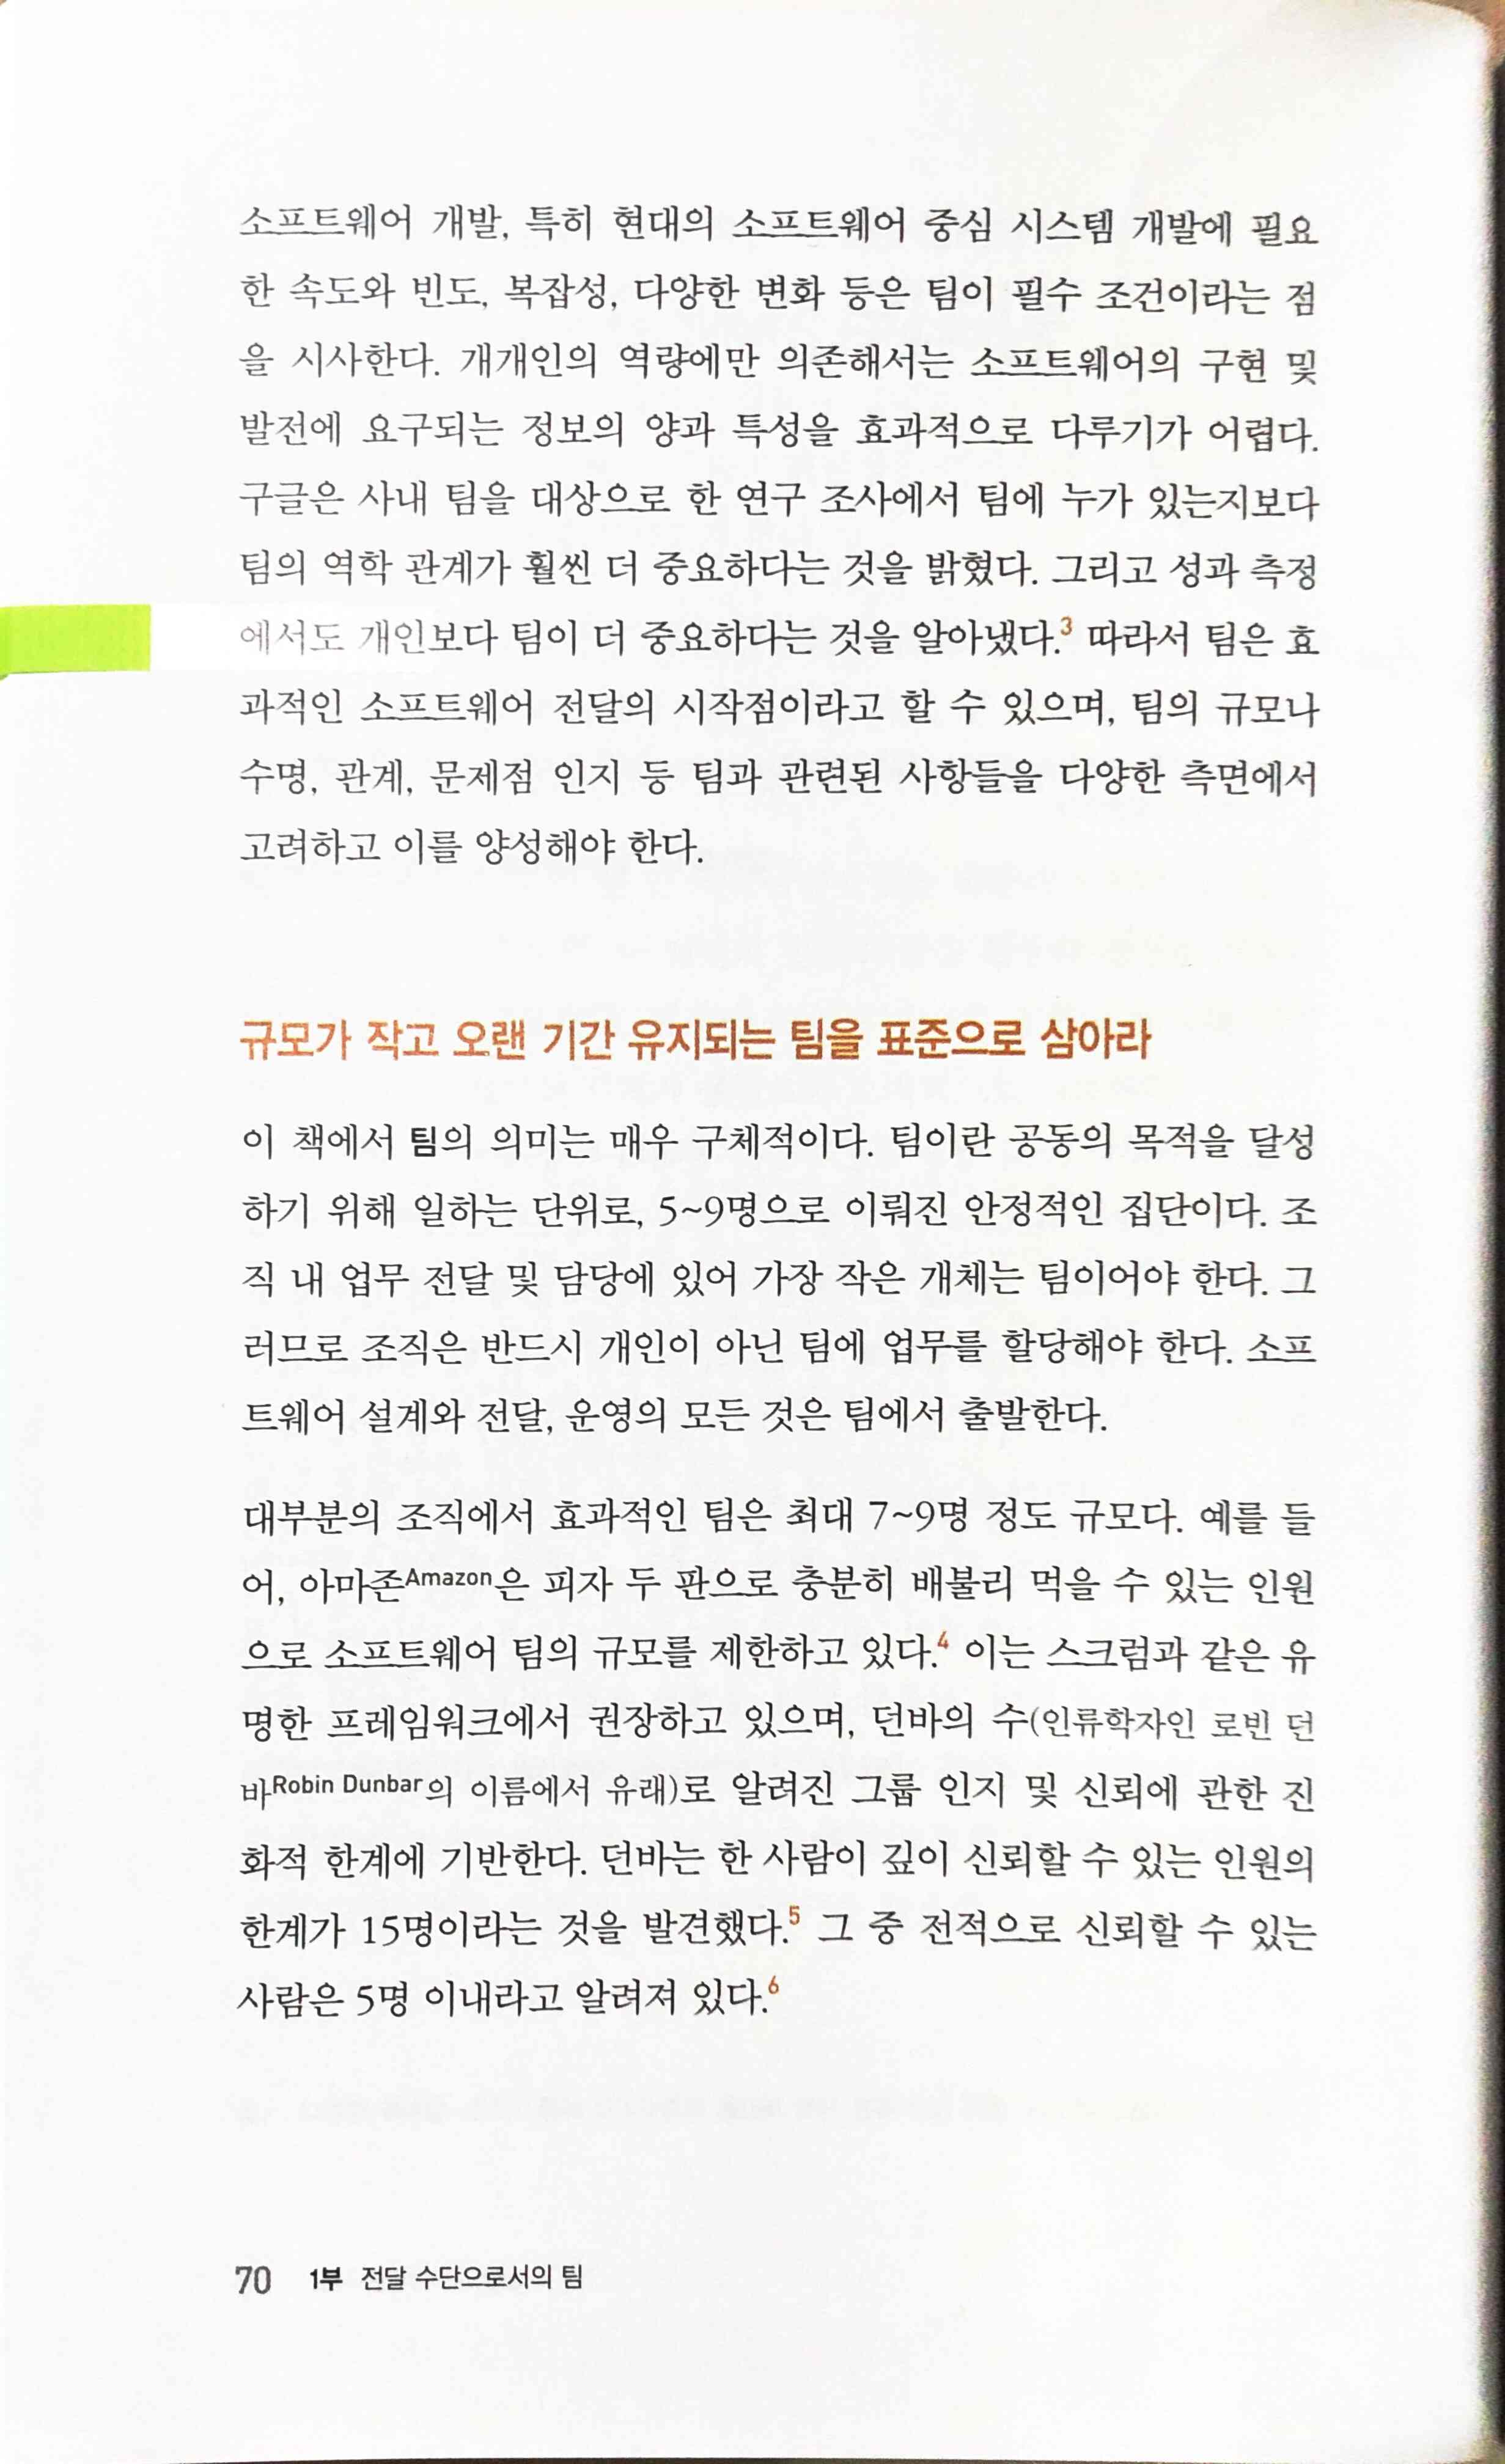 소프트웨어 개발, 특히 현대의 소프트웨어 중심 시스템 개발에 필요
한 속도와 빈도, 복잡성, 다양한 변화 등은 팀이 필수 조건이라는 점
을 시사한다. 개개인의 역량에만 의존해서는 소프트웨어의 구현 및
발전에 요구되는 정보의 양과 특성을 효과적으로 다루기가 어렵다.
구글은 사내 팀을 대상으로 한 연구 조사에서 팀에 누가 있는지보다
팀의 역학 관계가 훨씬 더 중요하다는 것을 밝혔다. 그리고 성과 측정
에서도 개인보다 팀이 더 중요하다는 것을 알아냈다.3 따라서 팀은 효
과적인 소프트웨어 전달의 시작점이라고 할 수 있으며, 팀의 규모나
수명, 관계, 문제점 인지 등 팀과 관련된 사항들을 다양한 측면에서
고려하고 이를 양성해야 한다.
규모가 작고 오랜 기간 유지되는 팀을 표준으로 삼아라
이 책에서 팀의 의미는 매우 구체적이다. 팀이란 공동의 목적을 달성
하기 위해 일하는 단위로, 5~9명으로 이뤄진 안정적인 집단이다. 조
직 내 업무 전달 및 담당에 있어 가장 작은 개체는 팀이어야 한다. 그
러므로 조직은 반드시 개인이 아닌 팀에 업무를 할당해야 한다. 소프
트웨어 설계와 전달, 운영의 모든 것은 팀에서 출발한다.
대부분의 조직에서 효과적인 팀은 최대 7~9명 정도 규모다. 예를 들
어, 아마존Amazon은 피자 두 판으로 충분히 배불리 먹을 수 있는 인원
으로 소프트웨어 팀의 규모를 제한하고 있다.4 이는 스크럼과 같은 유
명한 프레임워크에서 권장하고 있으며, 던바의 수(인류학자인 로빈 던
바Robin Dunbar의 이름에서 유래)로 알려진 그룹 인지 및 신뢰에 관한 진
화적 한계에 기반한다. 던바는 한 사람이 깊이 신뢰할 수 있는 인원의
한계가 15명이라는 것을 발견했다.5 그 중 전적으로 신뢰할 수 있는
사람은 5명 이내라고 알려져 있다.6
70 1부 전달 수단으로서의 팀